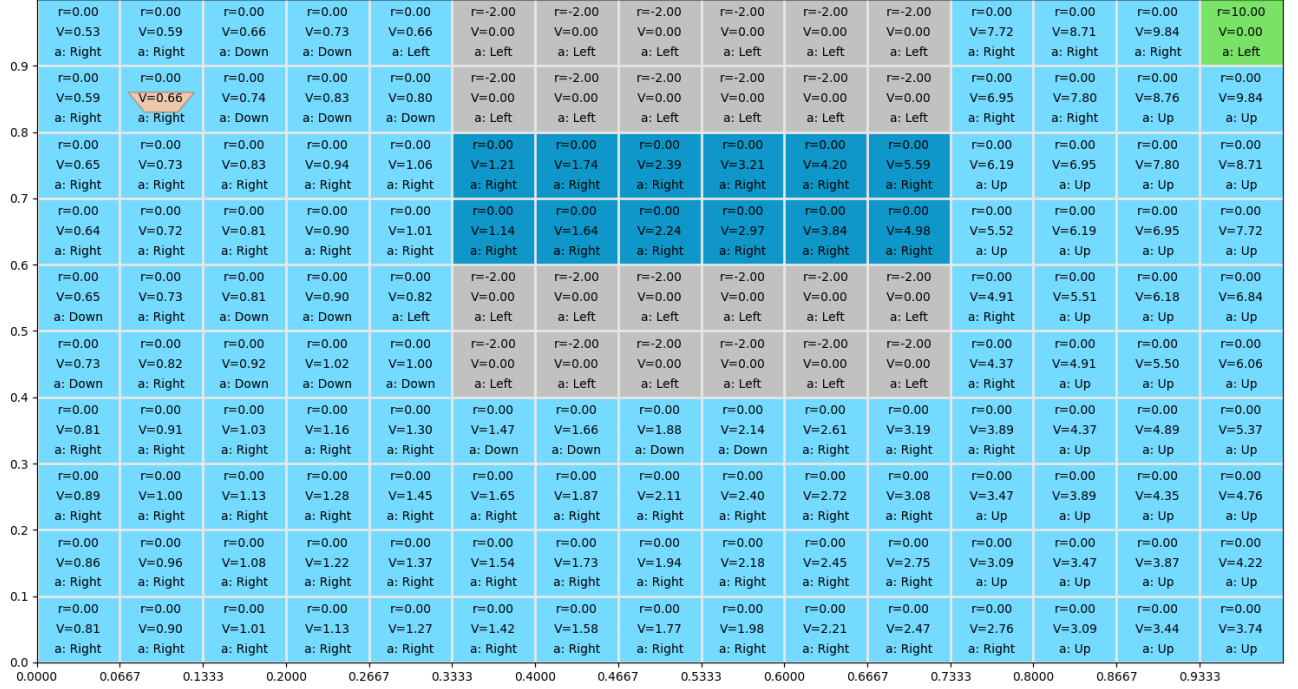 r=0.00 r=0.00 r=0.00 r=0.00 r=0.00 r=-2.00 r=-2.00 r=-2.00 r=-2.00 r=-2.00 r=-2.00 r=0.00 r=0.00 r=0.00 r=10.00
V=0.53 V=0.59 V=0.66 V=0.73 V=0.66 V=0.00 V=0.00 V=0.00 V=0.00 V=0.00 V=0.00 V=7.72 V=8.71 V=9.84 V=0.00
a: Right a: Right a: Down a: Down a: Left a: Left a: Left a: Left a: Left a: Left a: Left a: Right a: Right a: Right a: Left
0.9
r=0.00 r=0.00 r=0.00 r=0.00 r=0.00 r=-2.00 r=-2.00 r=-2.00 r=-2.00 r=-2.00 r=-2.00 r=0.00 r=0.00 r=0.00 r=0.00
V=0.59 V=0.66 V=0.74 V=0.83 V=0.80 V=0.00 V=0.00 V=0.00 V=0.00 V=0.00 V=0.00 V=6.95 V=7.80 V=8.76 V=9.84
a: Right a: Right a: Down a: Down a: Down a: Left a: Left a: Left a: Left a: Left a: Left a: Right a: Right a: Up a: Up
0.8
r=0.00 r=0.00 r=0.00 r=0.00 r=0.00 r=0.00 r=0.00 r=0.00 r=0.00 r=0.00 r=0.00 r=0.00 r=0.00 r=0.00 r=0.00
V=0.65 V=0.73 V=0.83 V=0.94 V=1.06 V=1.21 V=1.74 V=2.39 V=3.21 V=4.20 V=5.59 V=6.19 V=6.95 V=7.80 V=8.71
a: Right a: Right a: Right a: Right a: Right a: Right a: Right a: Right a: Right a: Right a: Right a: Up a: Up a: Up a: Up
0.7
r=0.00 r=0.00 r=0.00 r=0.00 r=0.00 r=0.00 r=0.00 r=0.00 r=0.00 r=0.00 r=0.00 r=0.00 r=0.00 r=0.00 r=0.00
V=0.64 V=0.72 V=0.81 V=0.90 V=1.01 V=1.14 V=1.64 V=2.24 V=2.97 V=3.84 V=4.98 V=5.52 V=6.19 V=6.95 V=7.72
a: Right a: Right a: Right a: Right a: Right a: Right a: Right a: Right a: Right a: Right a: Right a: Up a: Up a: Up a: Up
0.6
r=0.00 r=0.00 r=0.00 r=0.00 r=0.00 r=-2.00 r=-2.00 r=-2.00 r=-2.00 r=-2.00 r=-2.00 r=0.00 r=0.00 r=0.00 r=0.00
V=0.65 V=0.73 V=0.81 V=0.90 V=0.82 V=0.00 V=0.00 V=0.00 V=0.00 V=0.00 V=0.00 V=4.91 V=5.51 V=6.18 V=6.84
a: Down a: Right a: Down a: Down a: Left a: Left a: Left a: Left a: Left a: Left a: Left a: Right a: Up a: Up a: Up
0.5
r=0.00 r=0.00 r=0.00 r=0.00 r=0.00 r=-2.00 r=-2.00 r=-2.00 r=-2.00 r=-2.00 r=-2.00 r=0.00 r=0.00 r=0.00 r=0.00
V=0.73 V=0.82 V=0.92 V=1.02 V=1.00 V=0.00 V=0.00 V=0.00 V=0.00 V=0.00 V=0.00 V=4.37 V=4.91 V=5.50 V=6.06
a: Down a: Right a: Down a: Down a: Down a: Left a: Left a: Left a: Left a: Left a: Left a: Right a: Up a: Up a: Up
0.4
r=0.00 r=0.00 r=0.00 r=0.00 r=0.00 r=0.00 r=0.00 r=0.00 r=0.00 r=0.00 r=0.00 r=0.00 r=0.00 r=0.00 r=0.00
V=0.81 V=0.91 V=1.03 V=1.16 V=1.30 V=1.47 V=1.66 V=1.88 V=2.14 V=2.61 V=3.19 V=3.89 V=4.37 V=4.89 V=5.37
a: Right a: Right a: Right a: Right a: Right a: Down a: Down a: Down a: Down a: Right a: Right a: Right a: Up a: Up a: Up
0.3
r=0.00 r=0.00 r=0.00 r=0.00 r=0.00 r=0.00 r=0.00 r=0.00 r=0.00 r=0.00 r=0.00 r=0.00 r=0.00 r=0.00 r=0.00
V=0.89 V=1.00 V=1.13 V=1.28 V=1.45 V=1.65 V=1.87 V=2.11 V=2.40 V=2.72 V=3.08 V=3.47 V=3.89 V=4.35 V=4.76
a: Right a: Right a: Right a: Right a: Right a: Right a: Right a: Right a: Right a: Right a: Right a: Up a: Up a: Up a: Up
0.2
r=0.00 r=0.00 r=0.00 r=0.00 r=0.00 r=0.00 r=0.00 r=0.00 r=0.00 r=0.00 r=0.00 r=0.00 r=0.00 r=0.00 r=0.00
V=0.86 V=0.96 V=1.08 V=1.22 V=1.37 V=1.54 V=1.73 V=1.94 V=2.18 V=2.45 V=2.75 V=3.09 V=3.47 V=3.87 V=4.22
a: Right a: Right a: Right a: Right a: Right a: Right a: Right a: Right a: Right a: Right a: Right a: Up a: Up a: Up a: Up
0.1
r=0.00 r=0.00 r=0.00 r=0.00 r=0.00 r=0.00 r=0.00 r=0.00 r=0.00 r=0.00 r=0.00 r=0.00 r=0.00 r=0.00 r=0.00
V=0.81 V=0.90 V=1.01 V=1.13 V=1.27 V=1.42 V=1.58 V=1.77 V=1.98 V=2.21 V=2.47 V=2.76 V=3.09 V=3.44 V=3.74
a: Right a: Right a: Right a: Right a: Right a: Right a: Right a: Right a: Right a: Right a: Right a: Right a: Up a: Up a: Up
0.0
0.0000 0.0667 0.1333 0.2000 0.2667 0.3333 0.4000 0.4667 0.5333 0.6000 0.6667 0.7333 0.8000 0.8667 0.9333